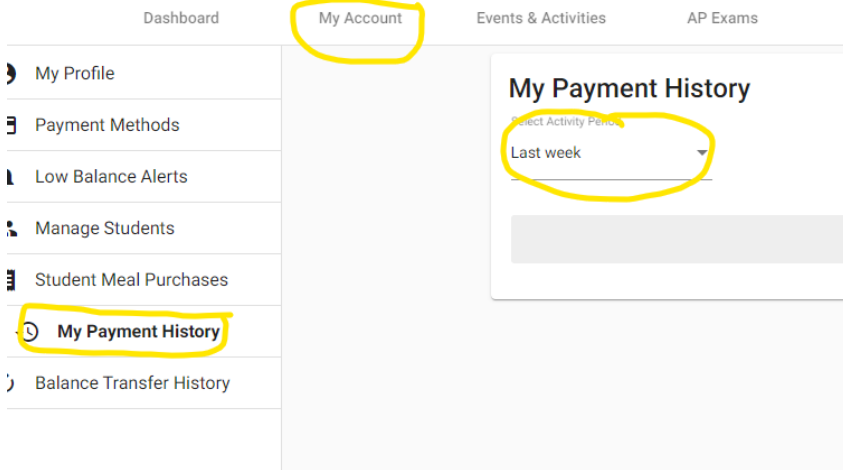 Dashboard My Account Events & Activities AP Exams
My Profile
Payment Methods
Low Balance Alerts
Manage Students
Student Meal Purchases
My Payment History
Balance Transfer History
My Payment History
Select Activity Period
Last week